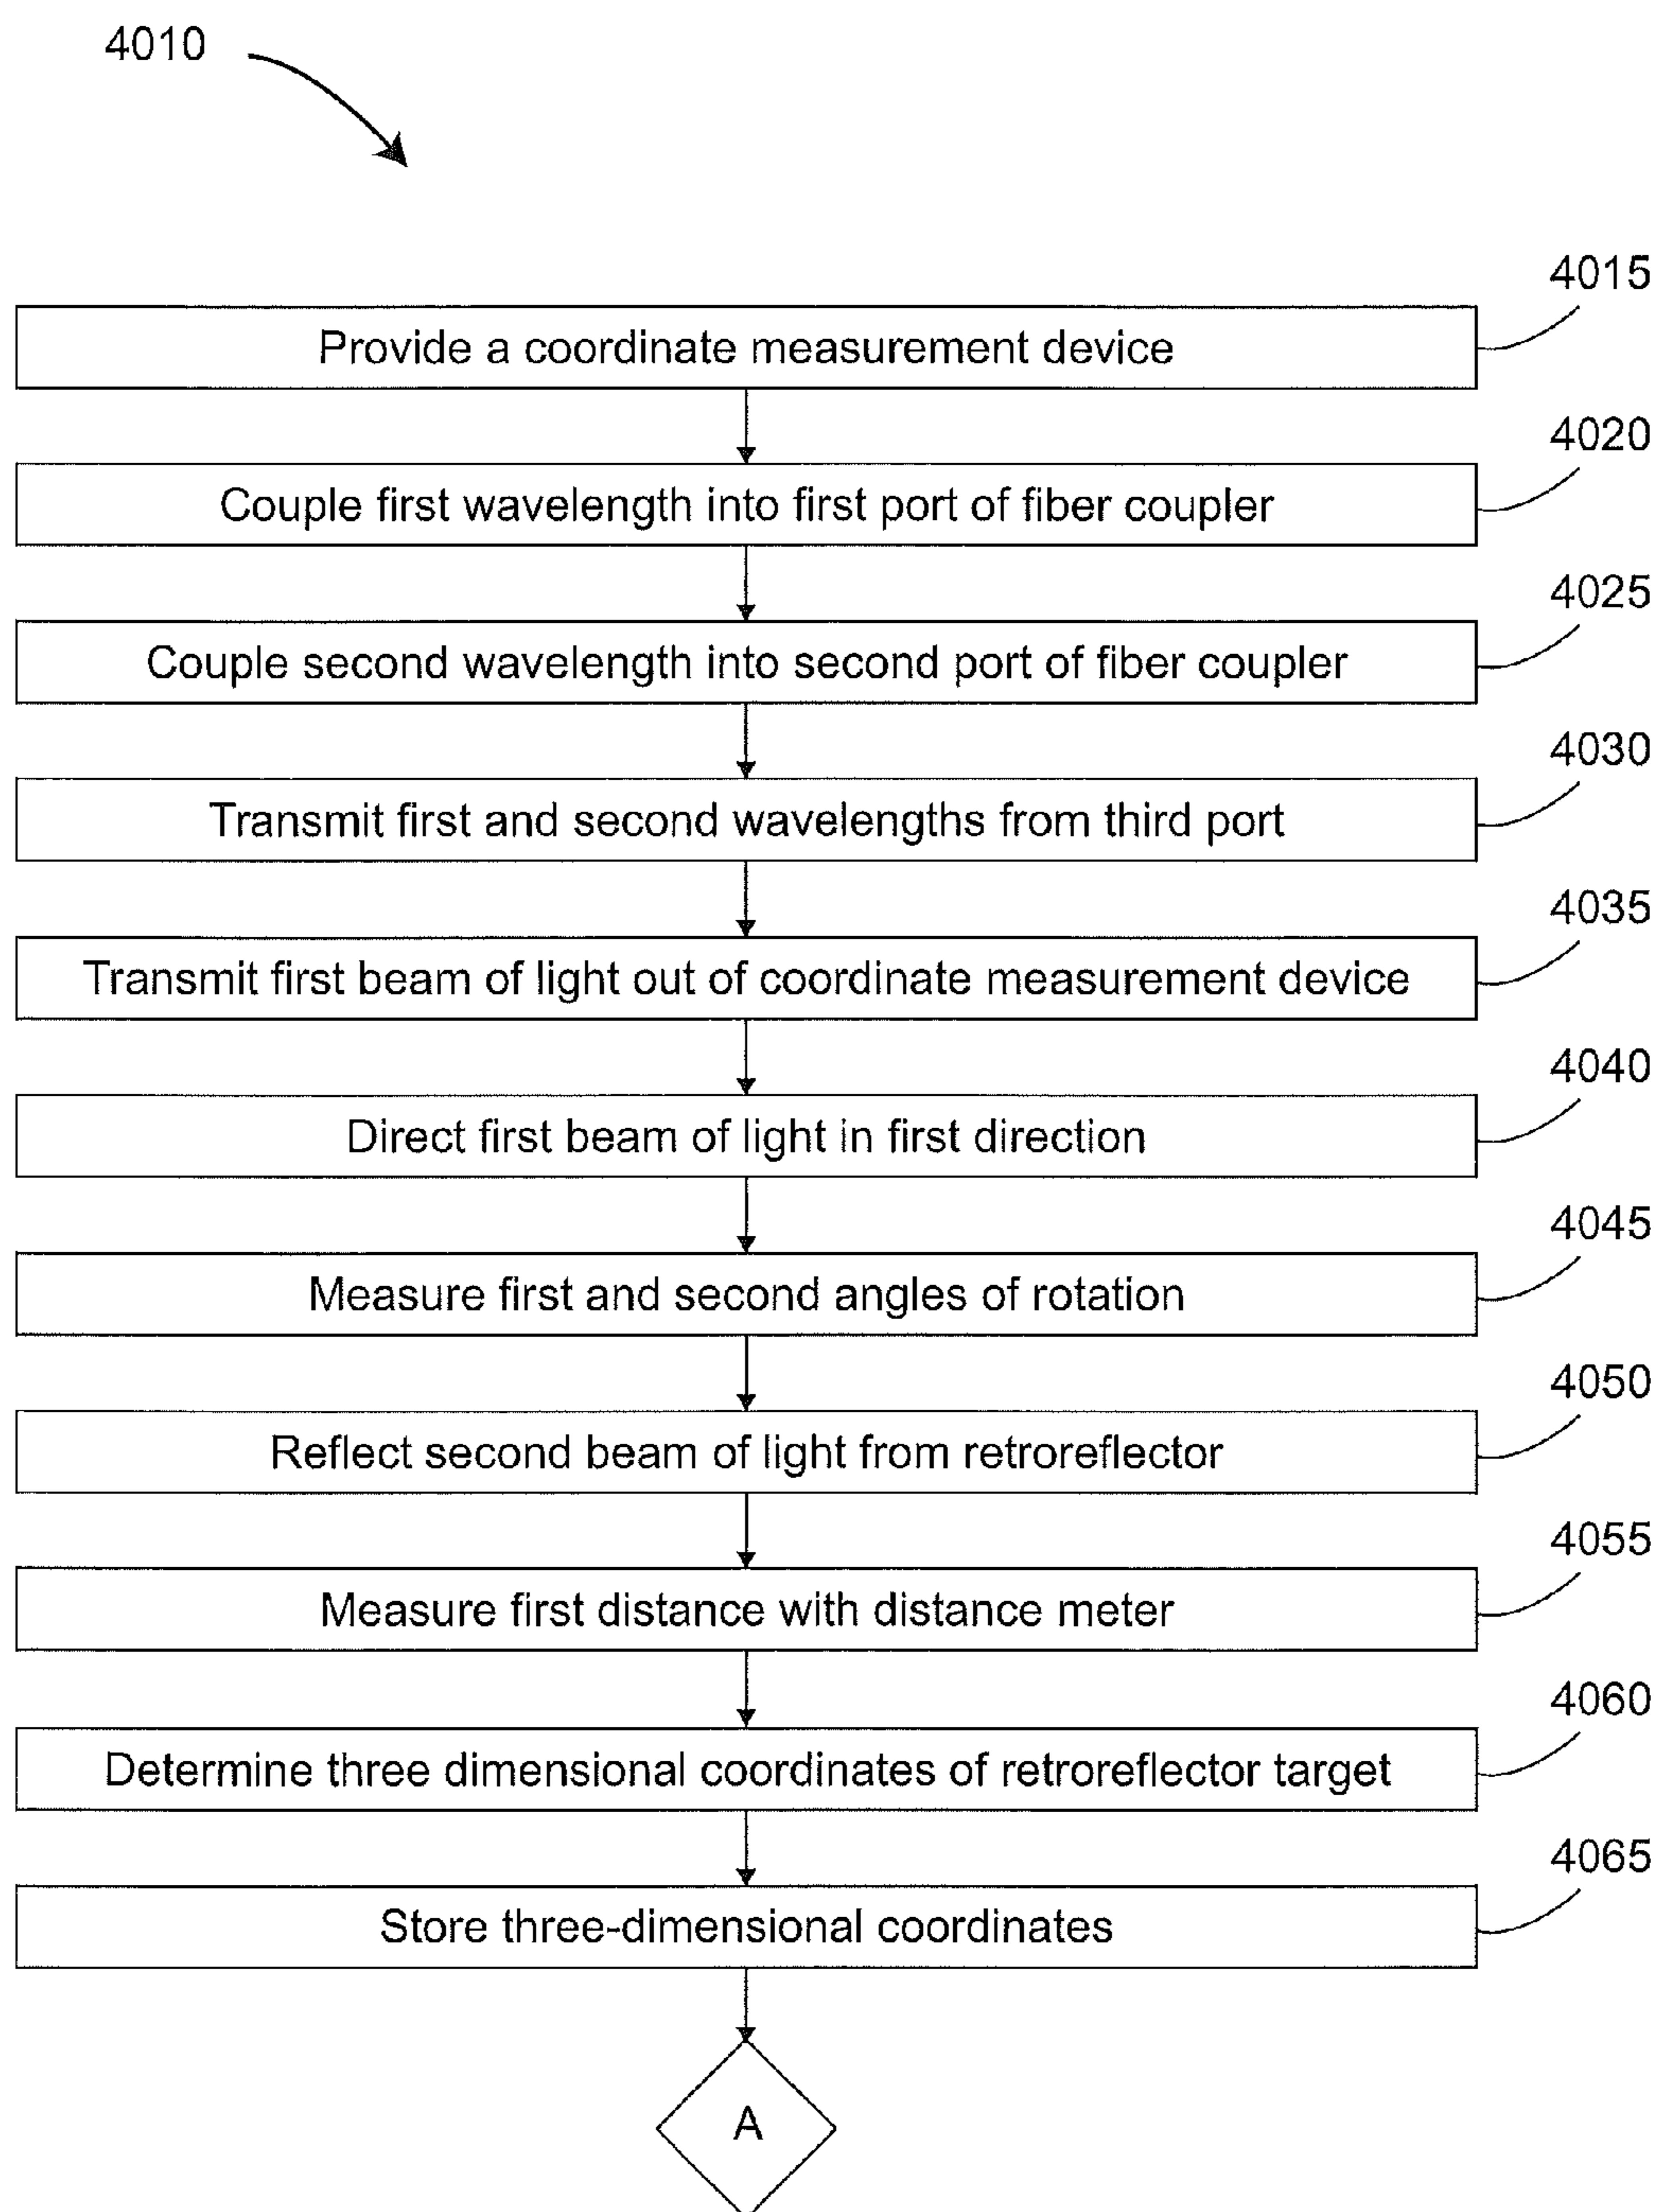 4010
4015
Provide a coordinate measurement device
4020
Couple first wavelength into first port of fiber coupler
4025
Couple second wavelength into second port of fiber coupler
4030
Transmit first and second wavelengths from third port
4035
Transmit first beam of light out of coordinate measurement device
4040
Direct first beam of light in first direction
4045
Measure first and second angles of rotation
4050
Reflect second beam of light from retroreflector
4055
Measure first distance with distance meter
4060
Determine three dimensional coordinates of retroreflector target
4065
Store three-dimensional coordinates
A